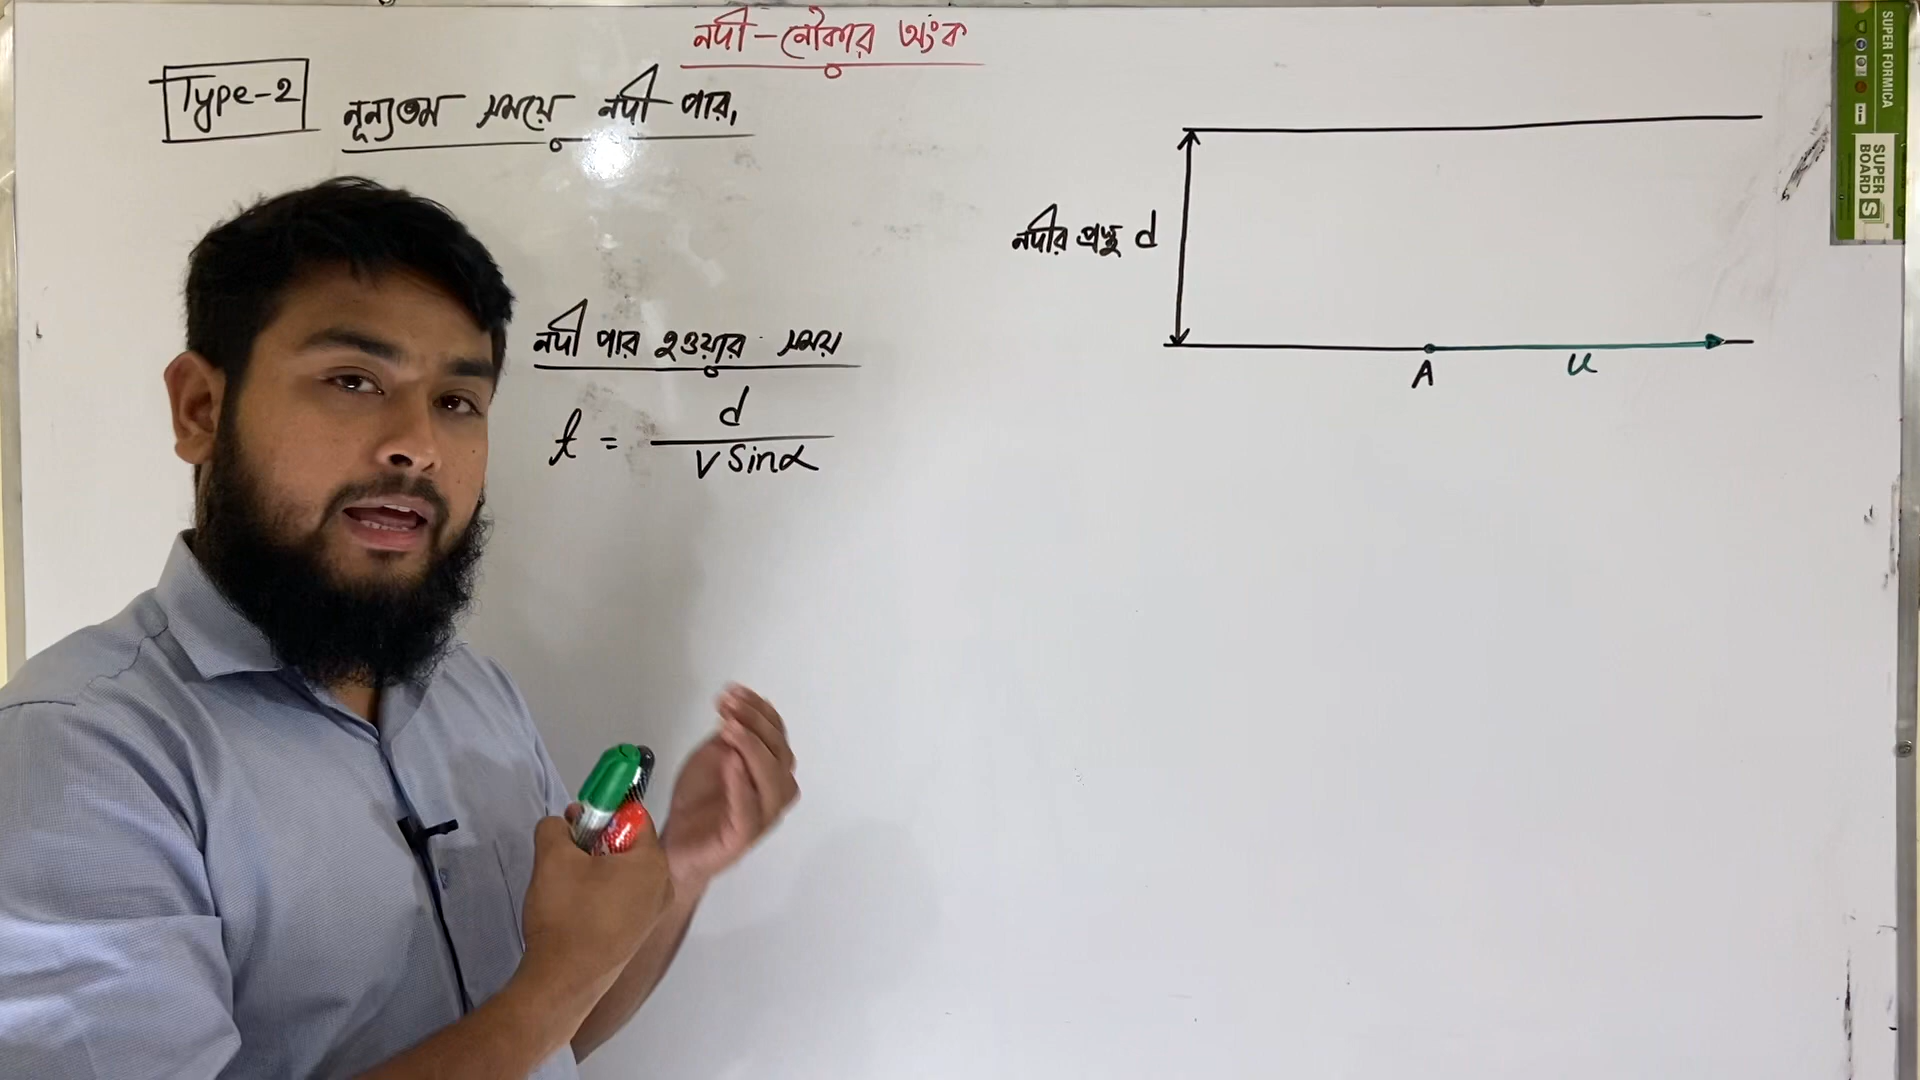 নদী-নৌকার অংক
Type-2 নূন্যতম সময়ে নদী পার,
নদীর প্রস্থ d
A
u
নদী পার হওয়ার সময়
t = d / v sinα
SUPER FORMICA
SUPER BOARD S